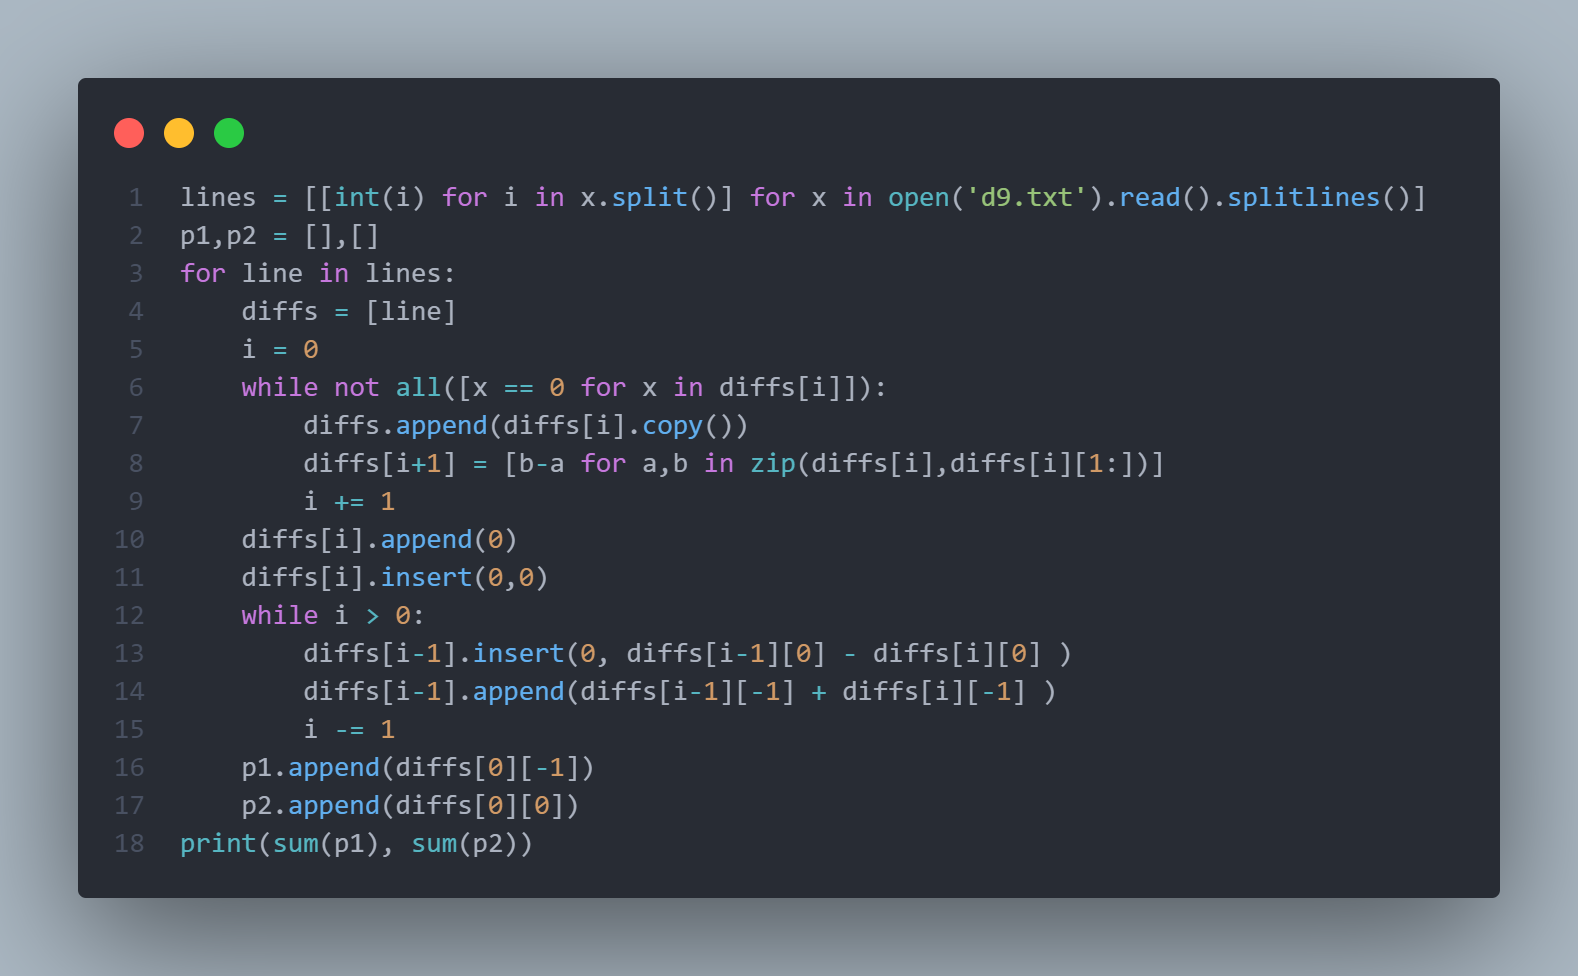 1 lines = [[int(i) for i in x.split()] for x in open('d9.txt').read().splitlines()]
2 p1,p2 = [],[]
3 for line in lines:
4     diffs = [line]
5     i = 0
6     while not all([x == 0 for x in diffs[i]]):
7         diffs.append(diffs[i].copy())
8         diffs[i+1] = [b-a for a,b in zip(diffs[i],diffs[i][1:])]
9         i += 1
10     diffs[i].append(0)
11     diffs[i].insert(0,0)
12     while i > 0:
13         diffs[i-1].insert(0, diffs[i-1][0] - diffs[i][0] )
14         diffs[i-1].append(diffs[i-1][-1] + diffs[i][-1] )
15         i -= 1
16     p1.append(diffs[0][-1])
17     p2.append(diffs[0][0])
18 print(sum(p1), sum(p2))